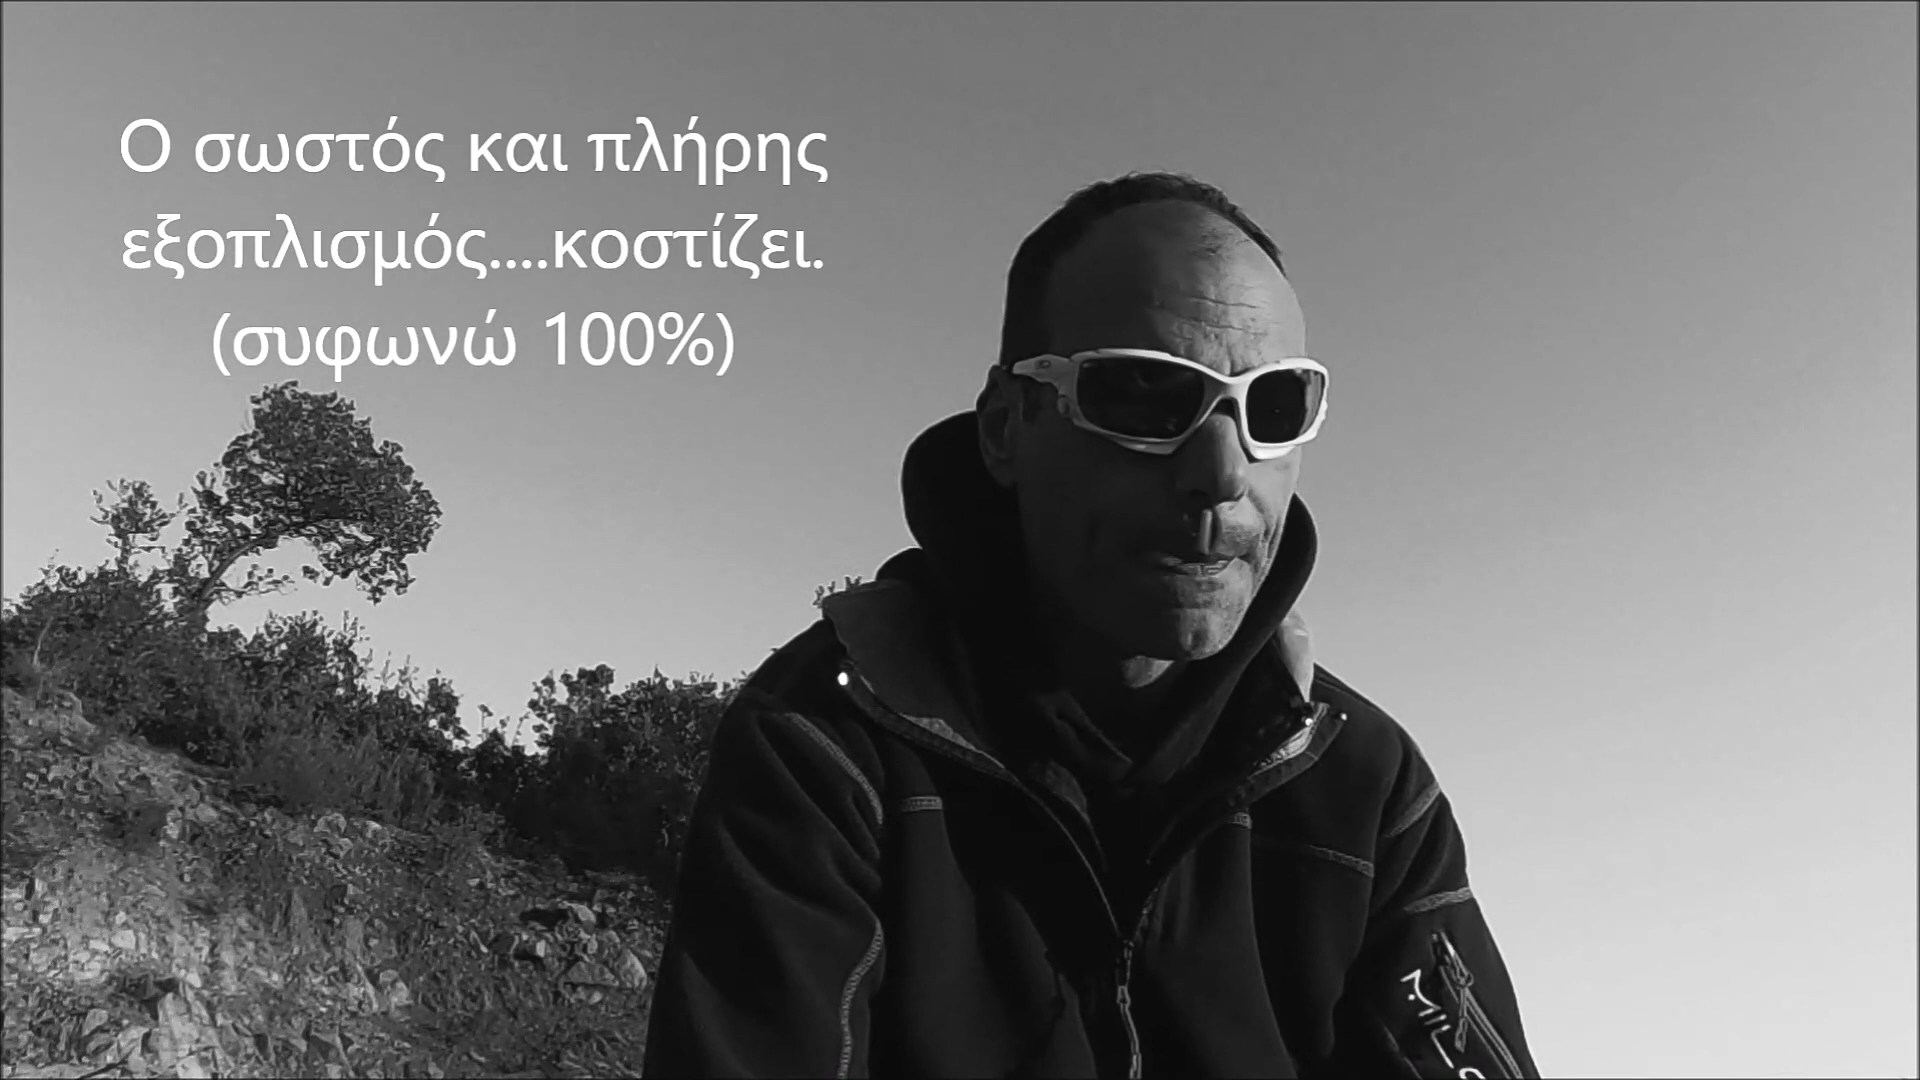 Ο σωστός και πλήρης
εξοπλισμός....κοστίζει.
(συφωνώ 100%)